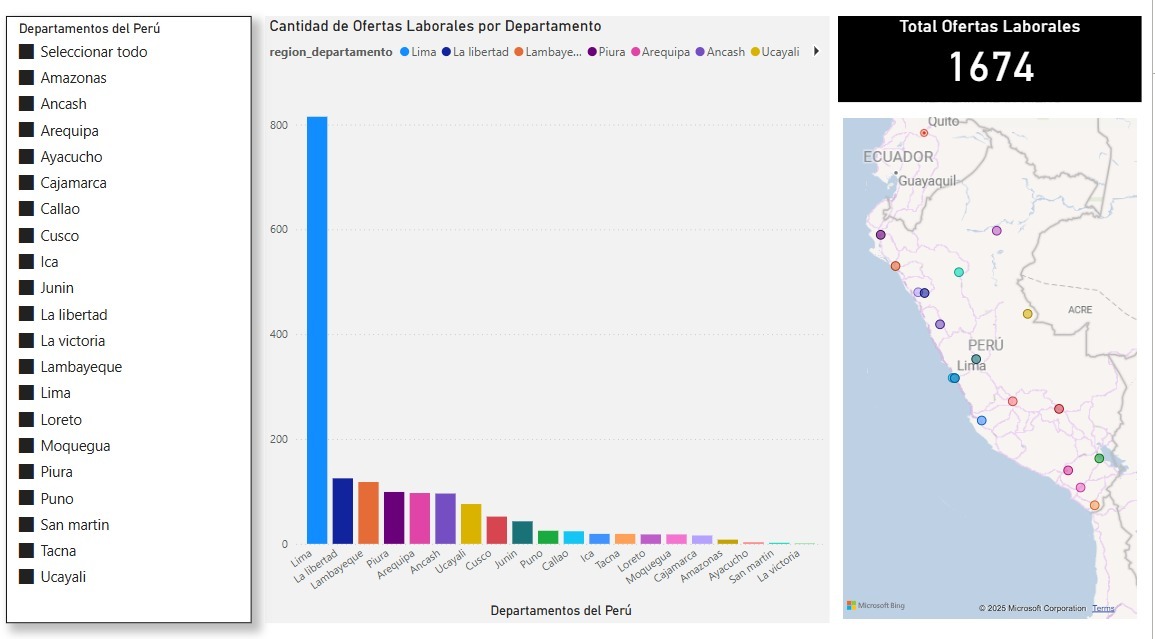 Departamentos del Perú
Seleccionar todo
Amazonas
Ancash
Arequipa
Ayacucho
Cajamarca
Callao
Cusco
Ica
Junin
La libertad
La victoria
Lambayeque
Lima
Loreto
Moquegua
Piura
Puno
San martin
Tacna
Ucayali
Cantidad de Ofertas Laborales por Departamento
region_departamento Lima La libertad Lambaye... Piura Arequipa Ancash Ucayali
800
600
400
200
0
Lima La libertad Lambayeque Piura Arequipa Ancash Ucayali Cusco Junin Puno Callao Ica Tacna Loreto Moquegua Cajamarca Amazonas Ayacucho San martin La victoria
Departamentos del Perú
Total Ofertas Laborales
1674
Quito
ECUADOR
Guayaquil
ACRE
PERÚ
Lima
Microsoft Bing
© 2025 Microsoft Corporation Terms